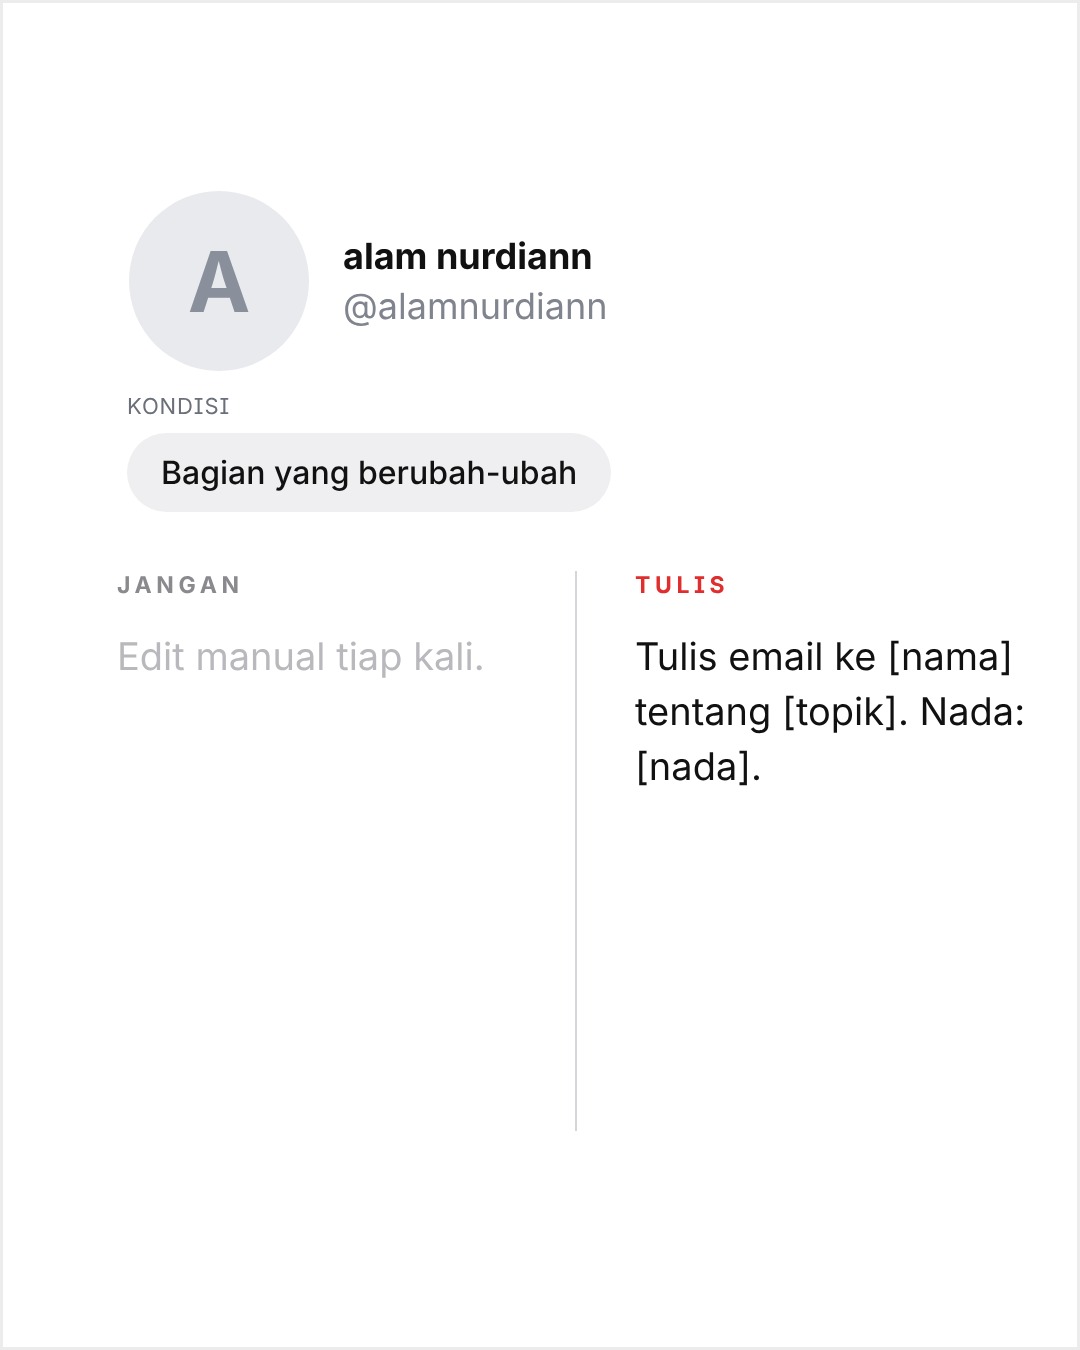 A
alam nurdiann
@alamnurdiann
KONDISI
Bagian yang berubah-ubah
JANGAN
Edit manual tiap kali.
TULIS
Tulis email ke [nama]
tentang [topik]. Nada:
[nada].